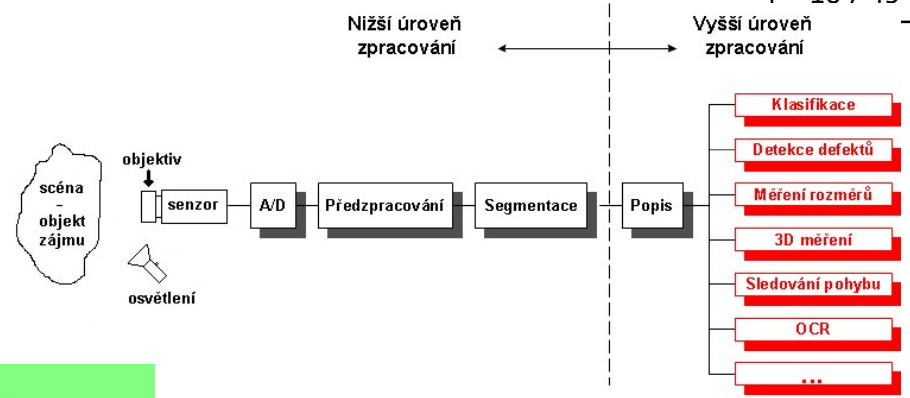 Nižší úroveň
zpracování
Vyšší úroveň
zpracování
scéna
–
objekt
zájmu
objektiv
senzor
osvětlení
A/D
Předzpracování
Segmentace
Popis
Klasifikace
Detekce defektů
Měření rozměrů
3D měření
Sledování pohybu
OCR
...